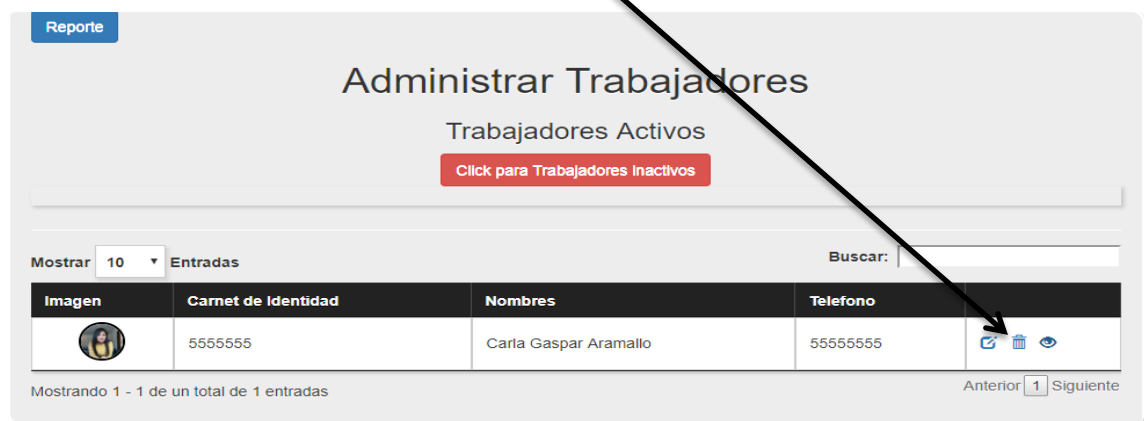 Reporte
Administrar Trabajadores
Trabajadores Activos
Click para Trabajadores Inactivos
Mostrar 10 Entradas Buscar:
Imagen Carnet de Identidad Nombres Telefono
5555555 Carla Gaspar Aramallo 55555555
Mostrando 1 - 1 de un total de 1 entradas Anterior 1 Siguiente